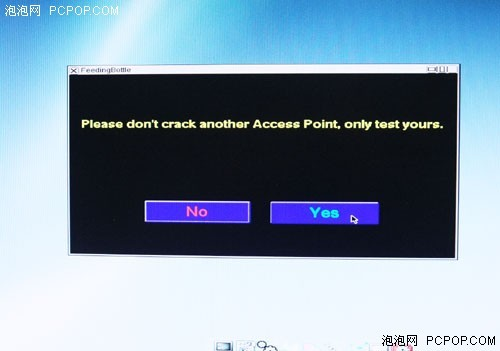 泡泡网 PCPOP.COM
FeedingBottle
Please don't crack another Access Point, only test yours.
No
Yes
泡泡网 PCPOP.COM